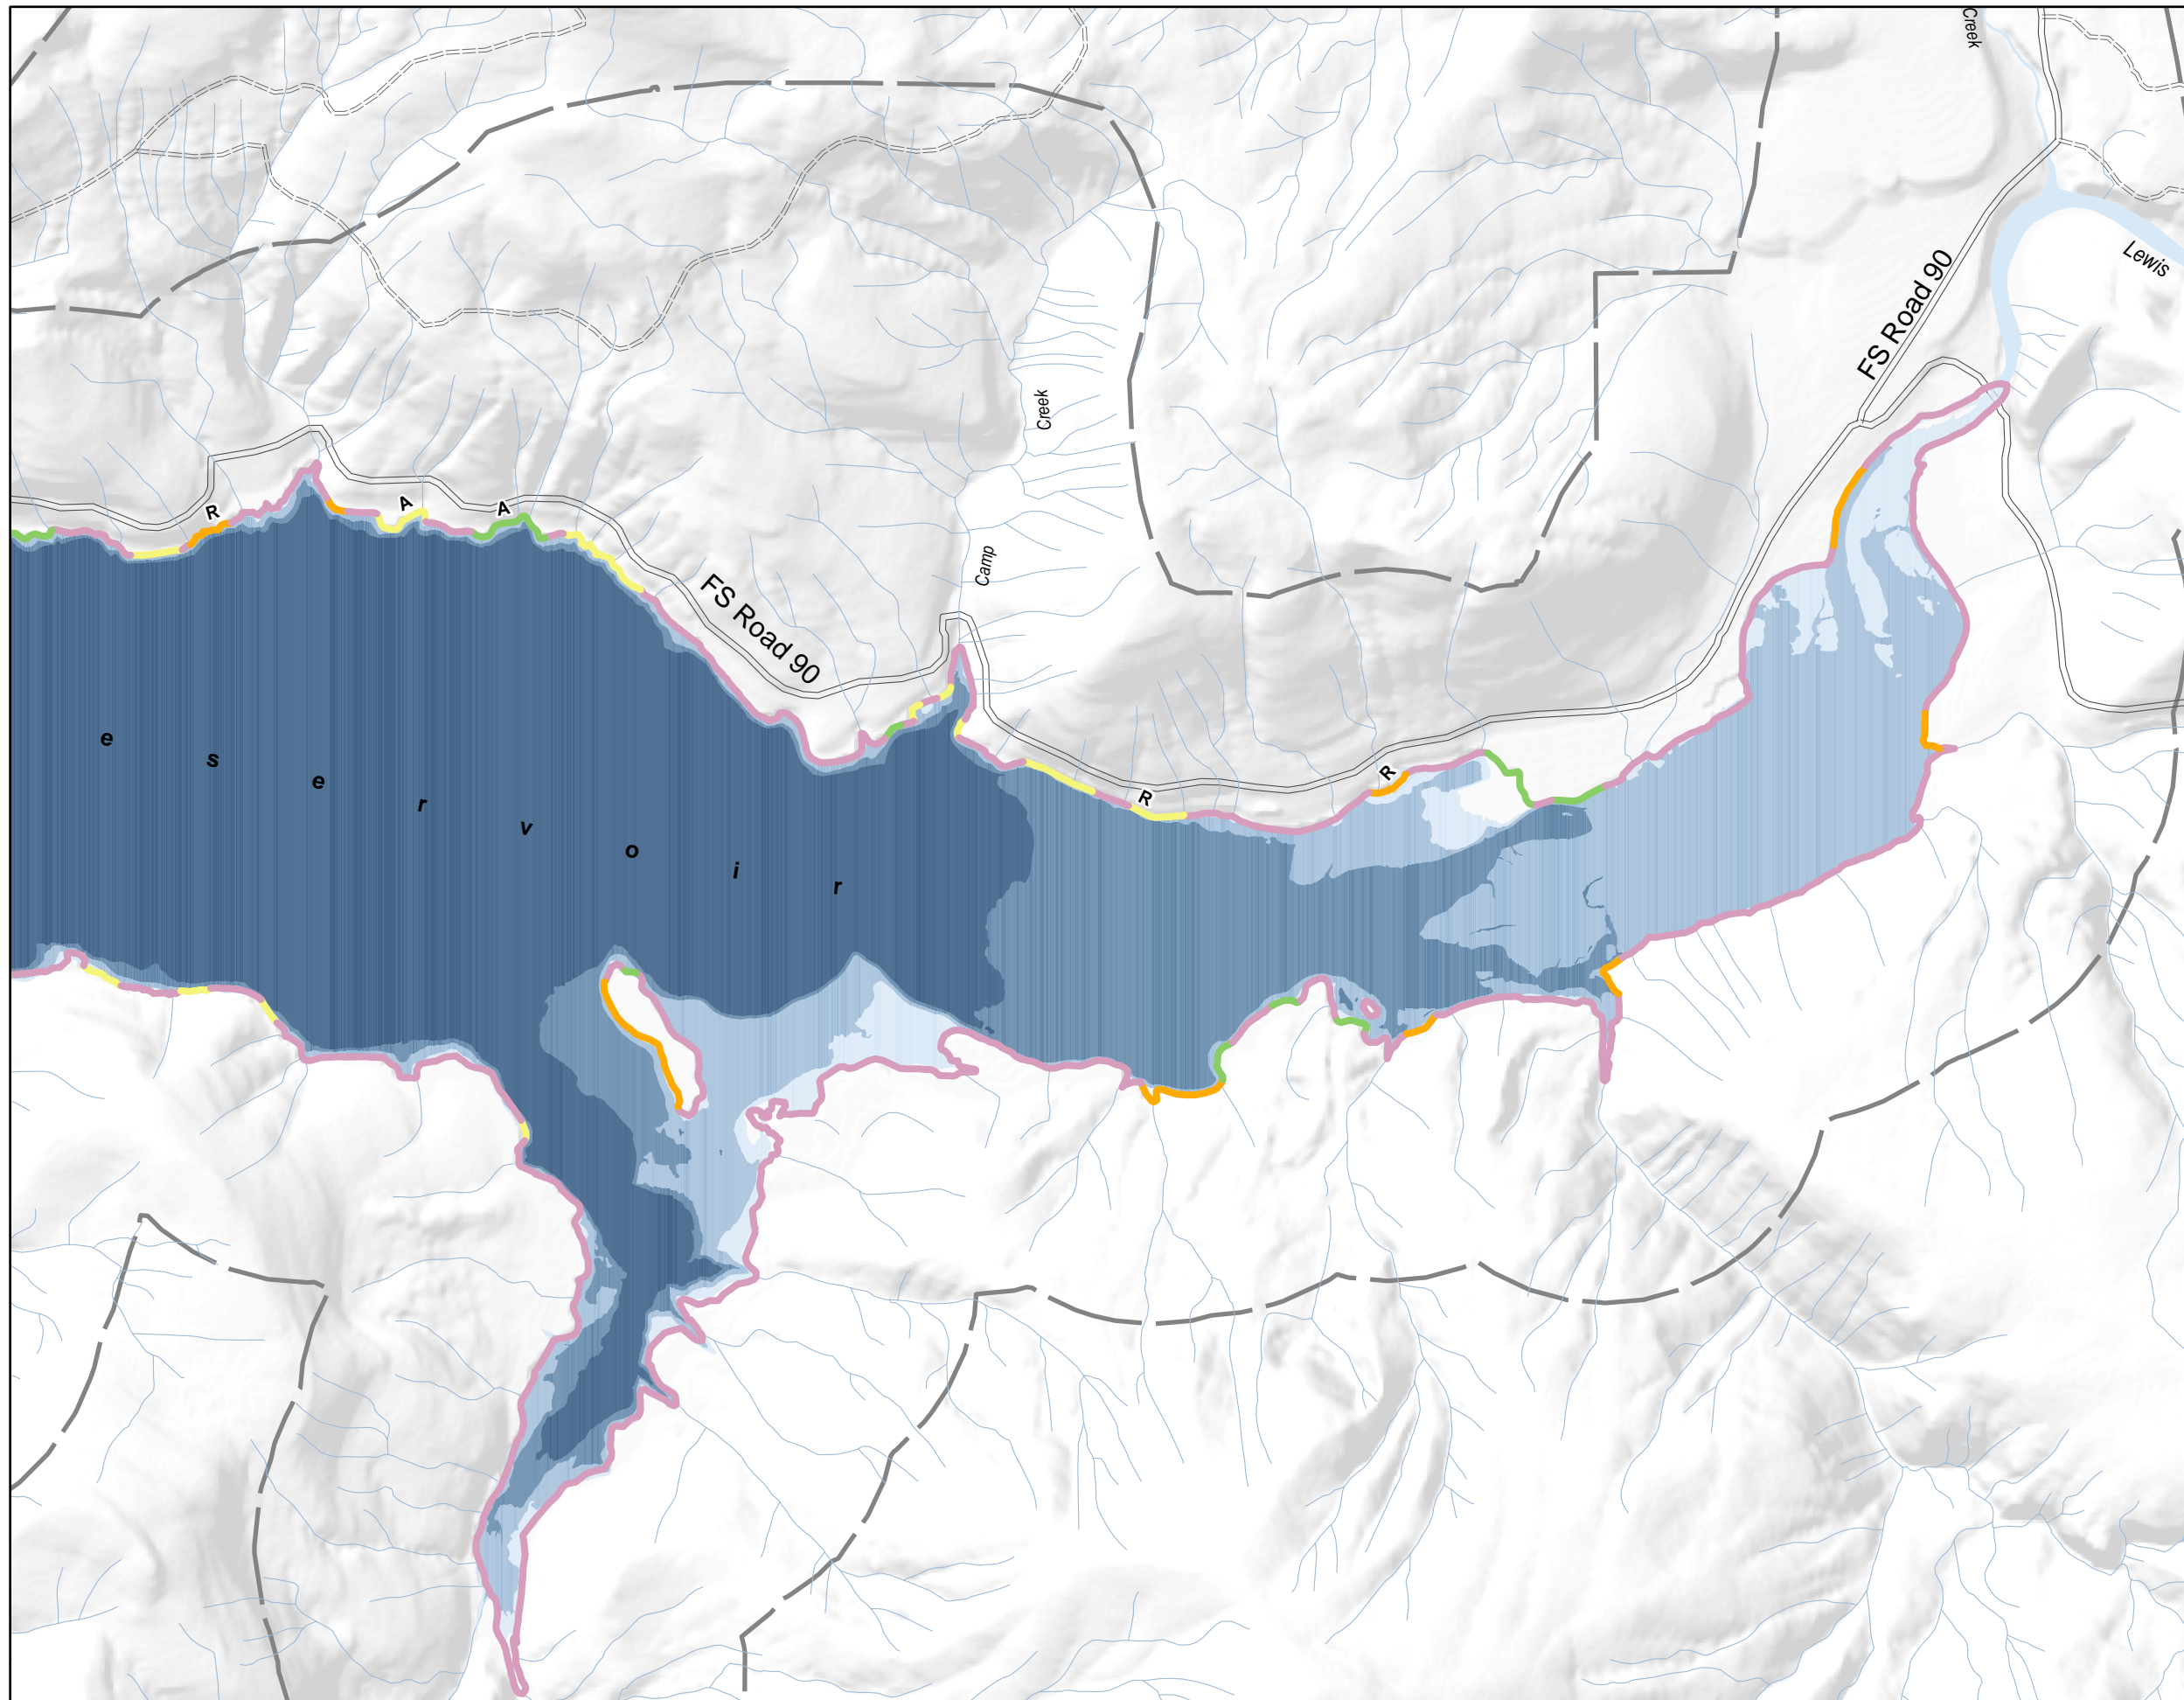 Creek
Lewis
FS Road 90
Creek
R
A
A
Camp
FS Road 90
e s e r v o i r
R
R